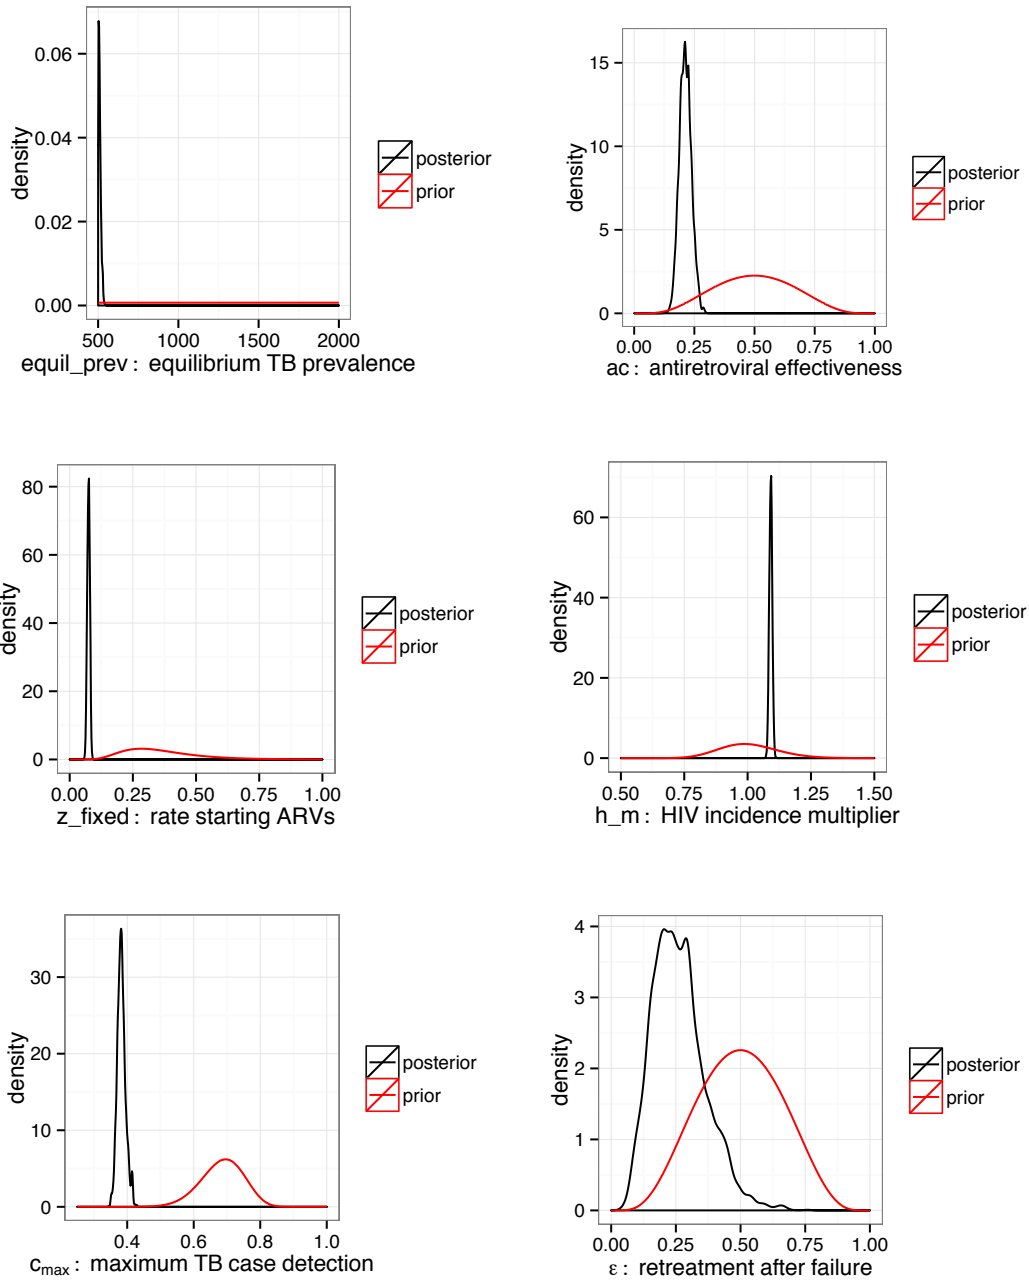 0.06
0.04
0.02
0.00
density
500 1000 1500 2000
equil_prev : equilibrium TB prevalence
posterior
prior
15
10
5
0
density
0.00 0.25 0.50 0.75 1.00
ac : antiretroviral effectiveness
posterior
prior
80
60
40
20
0
density
0.00 0.25 0.50 0.75 1.00
z_fixed : rate starting ARVs
posterior
prior
60
40
20
0
density
0.50 0.75 1.00 1.25 1.50
h_m : HIV incidence multiplier
posterior
prior
30
20
10
0
density
0.4 0.6 0.8 1.0
cmax : maximum TB case detection
posterior
prior
4
3
2
1
0
density
0.00 0.25 0.50 0.75 1.00
ε : retreatment after failure
posterior
prior